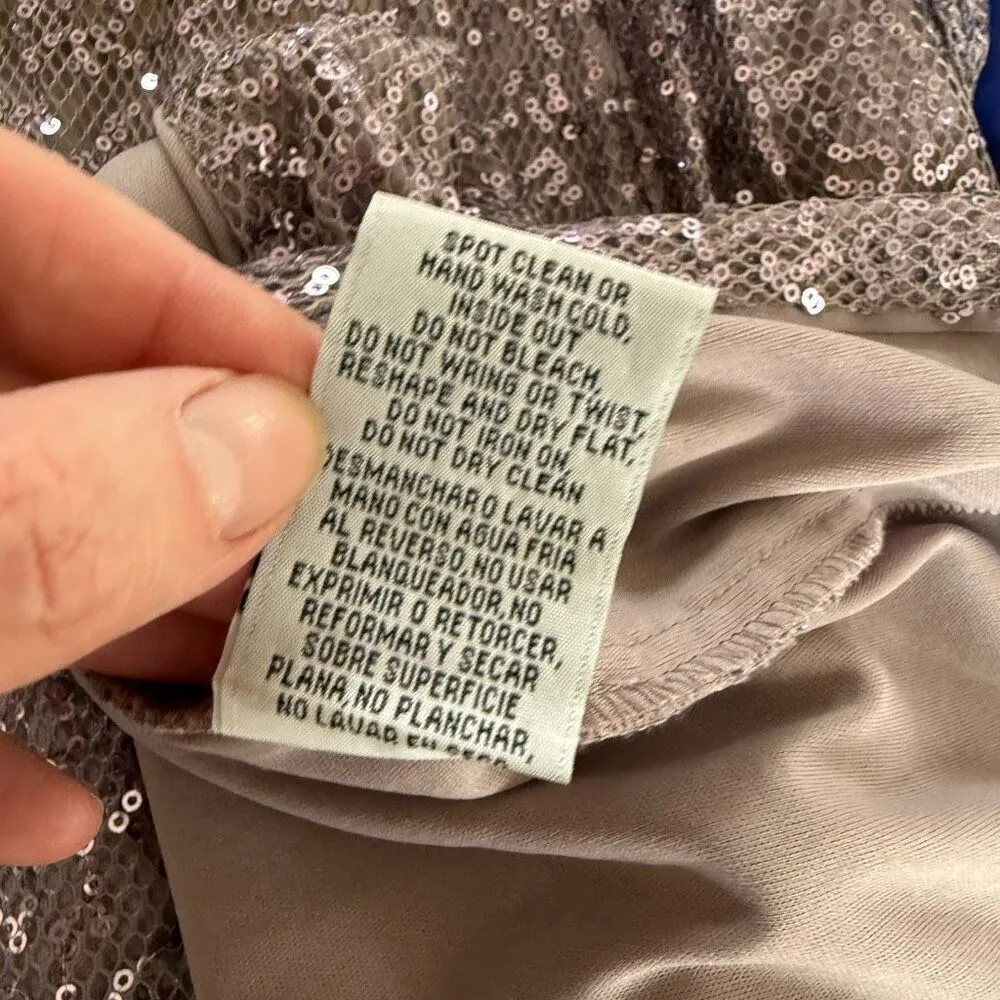 SPOT CLEAN OR
HAND WASH COLD,
INSIDE OUT
DO NOT BLEACH
DO NOT WRING OR TWIST
RESHAPE AND DRY FLAT,
DO NOT IRON ON,
DO NOT DRY CLEAN
DESMANCHAR O LAVAR A
MANO CON AGUA FRIA
AL REVERSO, NO USAR
BLANQUEADOR, NO
EXPRIMIR O RETORCER,
REFORMAR Y SECAR
SOBRE SUPERFICIE
PLANA, NO PLANCHAR,
NO LAVAR EN SECO